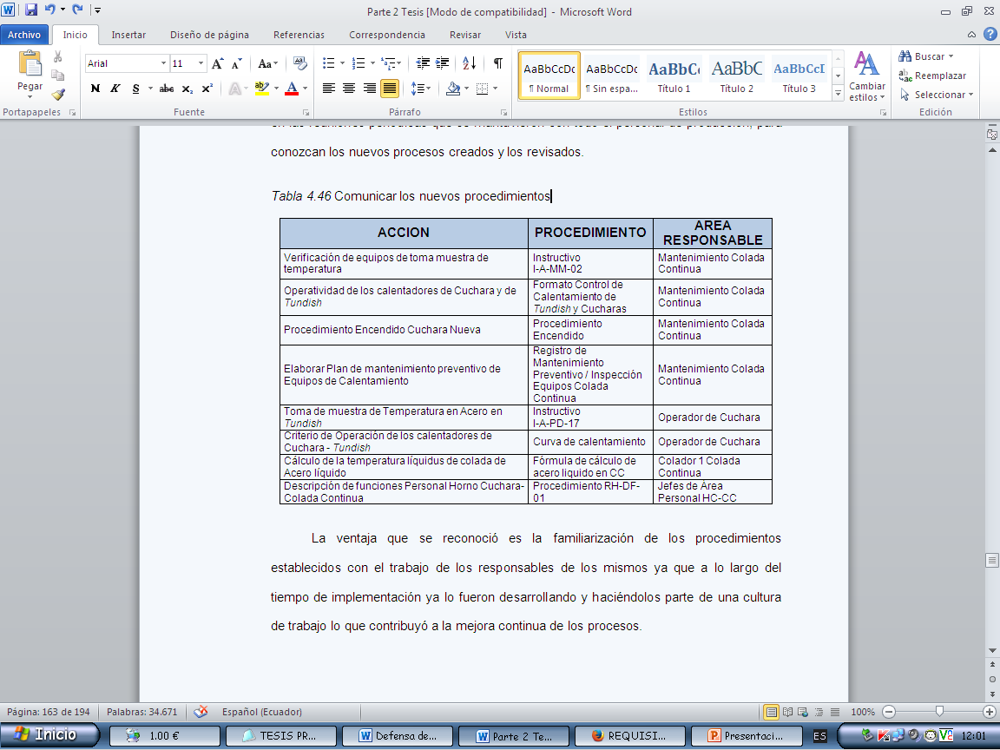 Parte 2 Tesis [Modo de compatibilidad] - Microsoft Word
Archivo Inicio Insertar Diseño de página Referencias Correspondencia Revisar Vista
Pegar
Arial 11
Portapapeles Fuente Párrafo Estilos Edición
AaBbCcDc AaBbCcDc AaBbC AaBbC AaBbCcI
¶ Normal ¶ Sin espa... Título 1 Título 2 Título 3
Cambiar estilos
Buscar
Reemplazar
Seleccionar
conozcan los nuevos procesos creados y los revisados.
Tabla 4.46 Comunicar los nuevos procedimientos
ACCION PROCEDIMIENTO AREA RESPONSABLE
Verificación de equipos de toma muestra de temperatura
Instructivo I-A-MM-02
Mantenimiento Colada Continua
Operatividad de los calentadores de Cuchara y de Tundish
Formato Control de Calentamiento de Tundish y Cucharas
Mantenimiento Colada Continua
Procedimiento Encendido Cuchara Nueva
Procedimiento Encendido
Mantenimiento Colada Continua
Elaborar Plan de mantenimiento preventivo de Equipos de Calentamiento
Registro de Mantenimiento Preventivo / Inspección Equipos Colada Continua
Mantenimiento Colada Continua
Toma de muestra de Temperatura en Acero en Tundish
Instructivo I-A-PD-17
Operador de Cuchara
Criterio de Operación de los calentadores de Cuchara - Tundish
Curva de calentamiento
Operador de Cuchara
Cálculo de la temperatura líquidus de colada de Acero líquido
Fórmula de cálculo de acero liquido en CC
Colador 1 Colada Continua
Descripción de funciones Personal Horno Cuchara-Colada Continua
Procedimiento RH-DF-01
Jefes de Área Personal HC-CC
La ventaja que se reconoció es la familiarización de los procedimientos
establecidos con el trabajo de los responsables de los mismos ya que a lo largo del
tiempo de implementación ya lo fueron desarrollando y haciéndolos parte de una cultura
de trabajo lo que contribuyó a la mejora continua de los procesos.
Página: 163 de 194 Palabras: 34.671 Español (Ecuador) 100%
Inicio 1.00 € TESIS PR... Defensa de... Parte 2 Te... REQUISI... Presentaci... ES 12:01